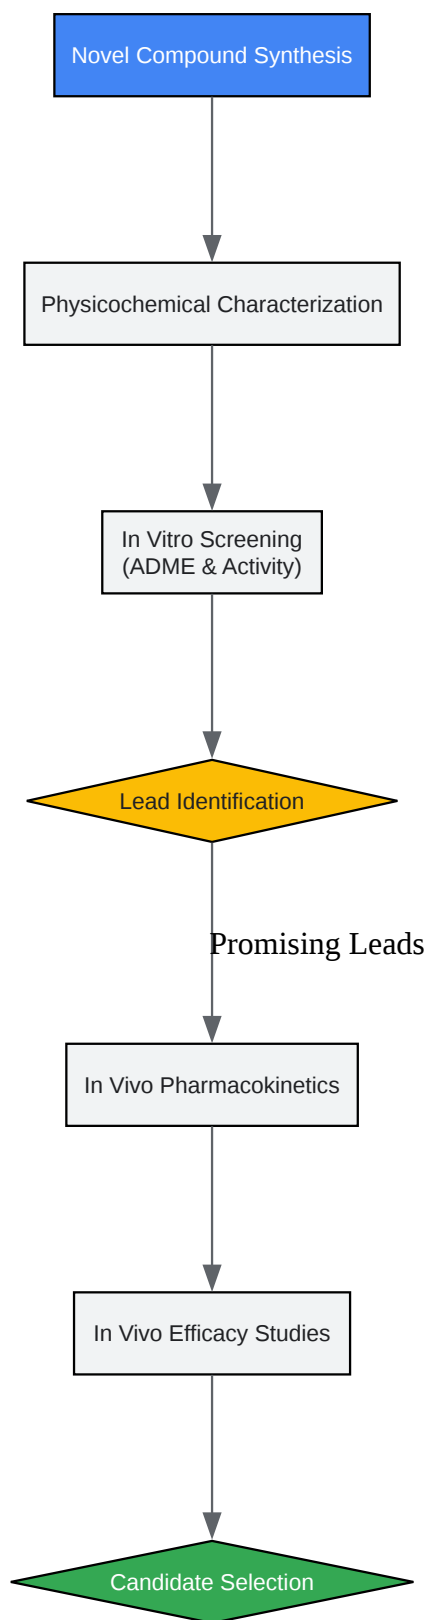 Novel Compound Synthesis
Physicochemical Characterization
In Vitro Screening
(ADME & Activity)
Lead Identification
Promising Leads
In Vivo Pharmacokinetics
In Vivo Efficacy Studies
Candidate Selection